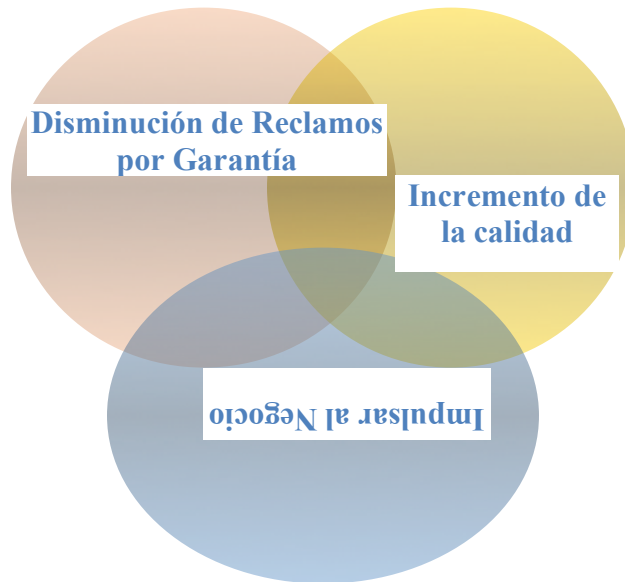 Disminución de Reclamos
por Garantía
Incremento de
la calidad
Impulsar al Negocio